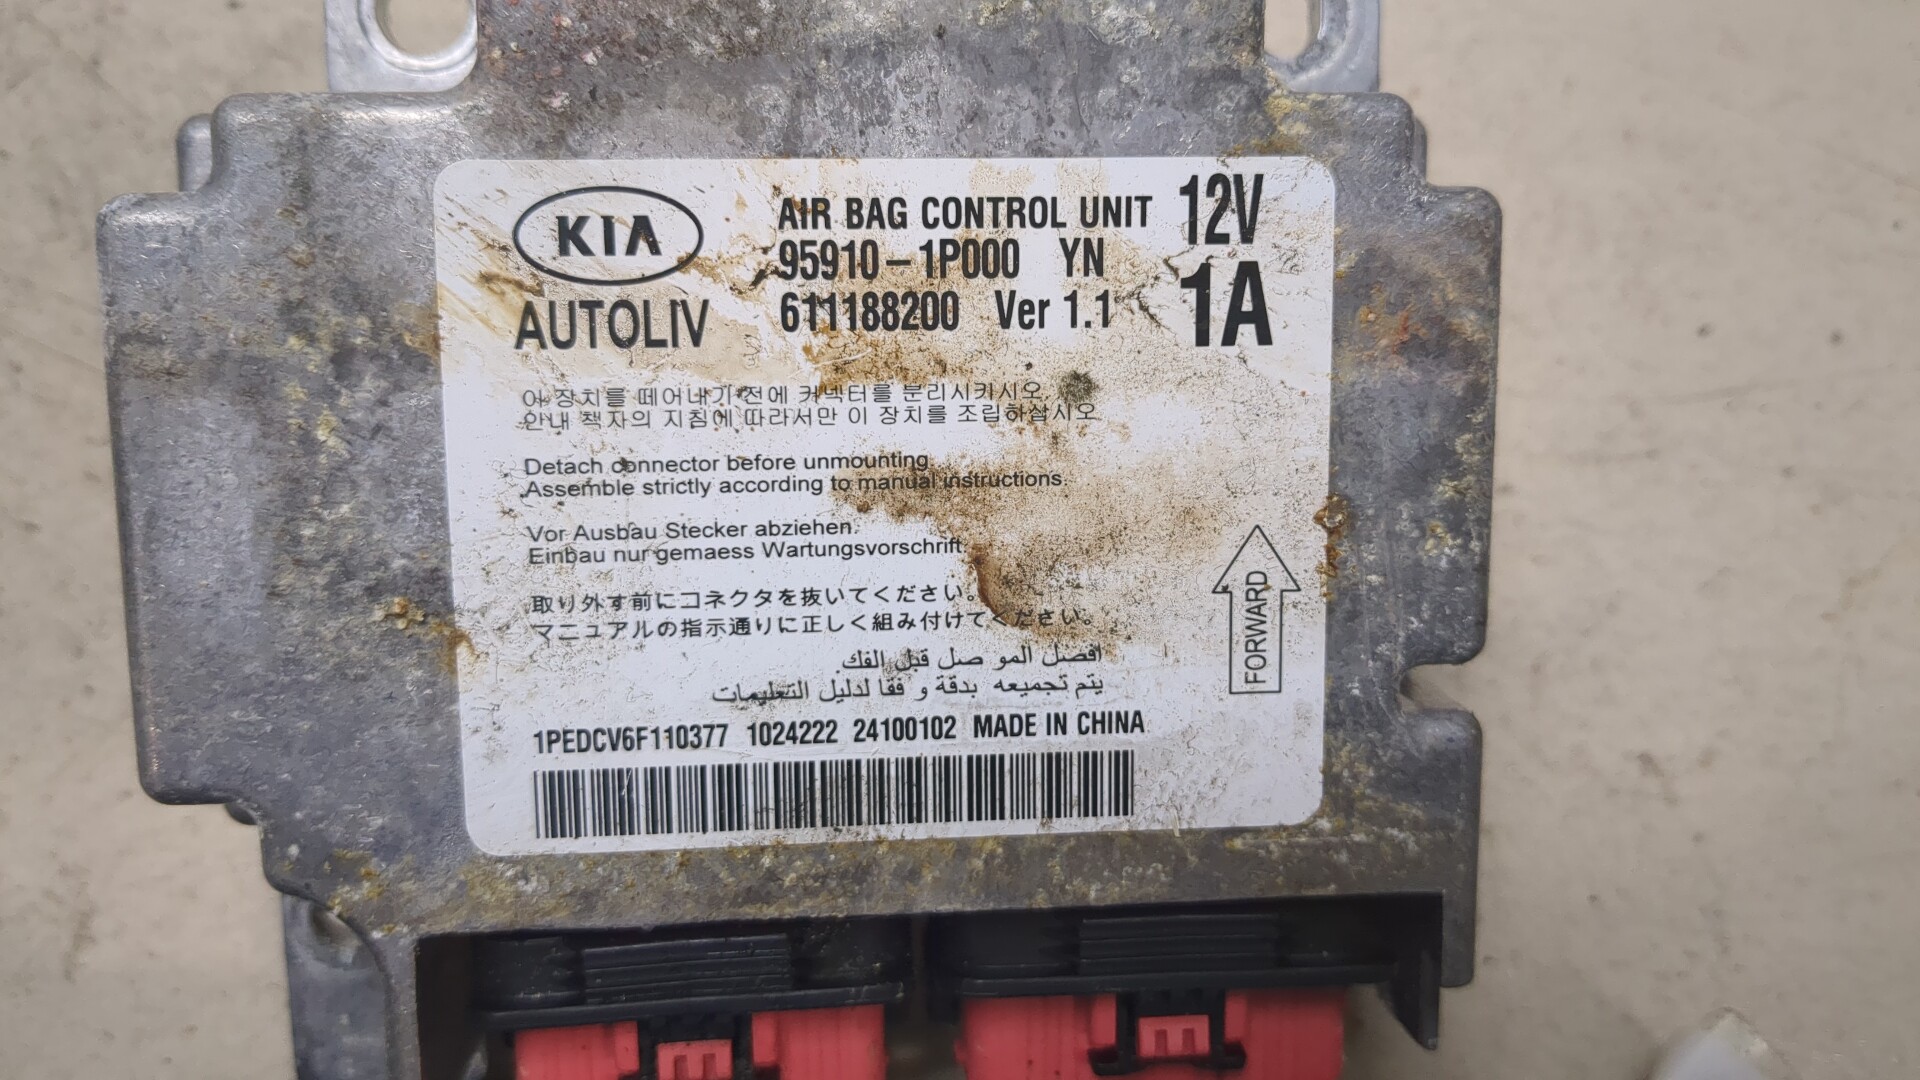 KIA
AUTOLIV
AIR BAG CONTROL UNIT
95910-1P000 YN
611188200 Ver 1.1
12V
1A
이 장치를 떼어내기 전에 커넥터를 분리시키시오.
안내 책자의 지침에 따라서만 이 장치를 조립하십시오
Detach connector before unmounting.
Assemble strictly according to manual instructions.
Vor Ausbau Stecker abziehen.
Einbau nur gemaess Wartungsvorschrift.
取り外す前にコネクタを抜いてください。
マニュアルの指示通りに正しく組み付けてください。
افصل المو صل قبل الفك.
يتم تجميعه بدقة و فقا لدليل التعليمات
FORWARD
1PEDCV6F110377 1024222 24100102 MADE IN CHINA